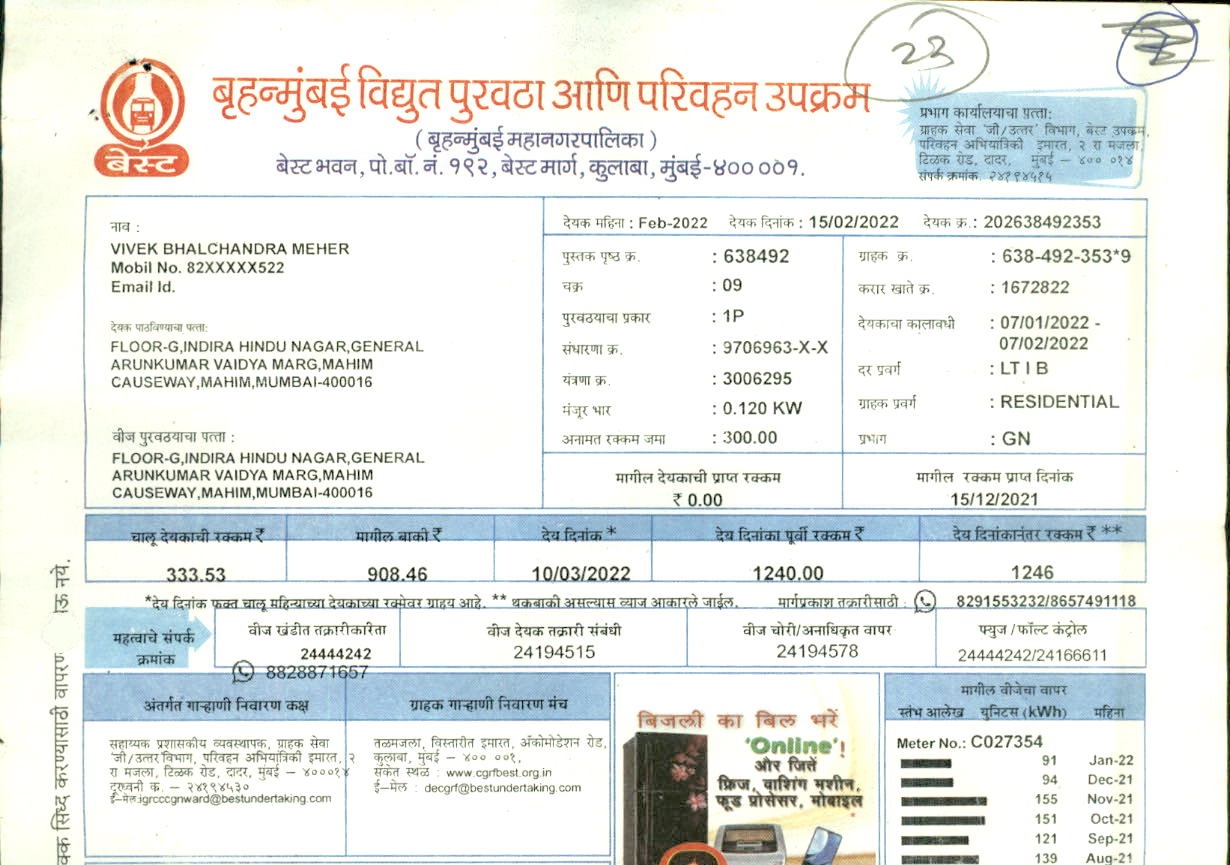 23
बृहन्मुंबई विद्युत पुरवठा आणि परिवहन उपक्रम
( बृहन्मुंबई महानगरपालिका )
बेस्ट भवन, पो.बॉ. नं. १९२, बेस्ट मार्ग, कुलाबा, मुंबई-४०० ००१.
बेस्ट
प्रभाग कार्यालयाचा पत्ता:
ग्राहक सेवा 'जी/उत्तर' विभाग, बेस्ट उपक्रम,
परिवहन अभियांत्रिकी इमारत, २ रा मजला,
टिळक रोड, दादर, मुंबई – ४०० ०१४
संपर्क क्रमांक. २४१९४५१५
नाव :
VIVEK BHALCHANDRA MEHER
Mobil No. 82XXXXX522
Email Id.
देयक पाठविण्याचा पत्ता:
FLOOR-G,INDIRA HINDU NAGAR,GENERAL
ARUNKUMAR VAIDYA MARG,MAHIM
CAUSEWAY,MAHIM,MUMBAI-400016
वीज पुरवठयाचा पत्ता :
FLOOR-G,INDIRA HINDU NAGAR,GENERAL
ARUNKUMAR VAIDYA MARG,MAHIM
CAUSEWAY,MAHIM,MUMBAI-400016
देयक महिना : Feb-2022 देयक दिनांक : 15/02/2022 देयक क्र.: 202638492353
पुस्तक पृष्ठ क्र. : 638492
चक्र : 09
पुरवठयाचा प्रकार : 1P
संधारणा क्र. : 9706963-X-X
यंत्रणा क्र. : 3006295
मंजूर भार : 0.120 KW
अनामत रक्कम जमा : 300.00
ग्राहक क्र. : 638-492-353*9
करार खाते क्र. : 1672822
देयकाचा कालावधी : 07/01/2022 -
07/02/2022
दर प्रवर्ग : LT I B
ग्राहक प्रवर्ग : RESIDENTIAL
प्रभाग : GN
मागील देयकाची प्राप्त रक्कम
₹ 0.00
मागील रक्कम प्राप्त दिनांक
15/12/2021
चालू देयकाची रक्कम ₹ मागील बाकी ₹ देय दिनांक * देय दिनांका पूर्वी रक्कम ₹ देय दिनांकानंतर रक्कम ₹ **
333.53 908.46 10/03/2022 1240.00 1246
*देय दिनांक फक्त चालू महिन्याच्या देयकाच्या रक्मेवर ग्राहय आहे. ** थकबाकी असल्यास व्याज आकारले जाईल. मार्गप्रकाश तक्रारीसाठी : 8291553232/8657491118
महत्वाचे संपर्क
क्रमांक
वीज खंडीत तक्रारीकारिता
24444242
8828871657
वीज देयक तक्रारी संबंधी
24194515
वीज चोरी/अनाधिकृत वापर
24194578
फ्युज /फॉल्ट कंट्रोल
24444242/24166611
अंतर्गत गाऱ्हाणी निवारण कक्ष
सहाय्यक प्रशासकीय व्यवस्थापक, ग्राहक सेवा
'जी/उत्तर'विभाग, परिवहन अभियांत्रिकी इमारत, २
रा मजला, टिळक रोड, दादर, मुंबई – ४०००१४
दूरध्वनी क. – २४१९४५३०
ई–मेल:igrcccgnward@bestundertaking.com
ग्राहक गाऱ्हाणी निवारण मंच
तळमजला, विस्तारीत इमारत, अ‍ॅकोमोडेशन रोड,
कुलाबा, मुंबई – ४०० ००१.
संकेत स्थळ : www.cgrfbest.org.in
ई–मेल : decgrf@bestundertaking.com
बिजली का बिल भरें
'Online'!
और जितें
फ्रिज, वाशिंग मशीन,
फूड प्रोसेसर, मोबाइल
मागील वीजेचा वापर
स्तंभ आलेख युनिटस (kWh) महिना
Meter No.: C027354
91 Jan-22
94 Dec-21
155 Nov-21
151 Oct-21
121 Sep-21
139 Aug-21